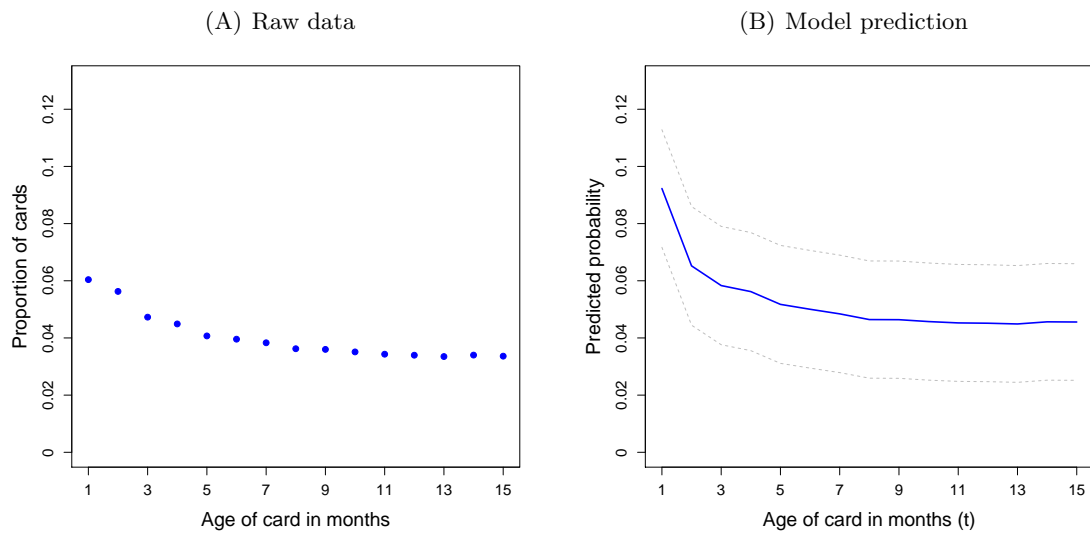 (A) Raw data
0.12
0.1
0.08
0.06
0.04
0.02
0
Proportion of cards
1 3 5 7 9 11 13 15
Age of card in months
(B) Model prediction
0.12
0.1
0.08
0.06
0.04
0.02
0
Predicted probability
1 3 5 7 9 11 13 15
Age of card in months (t)